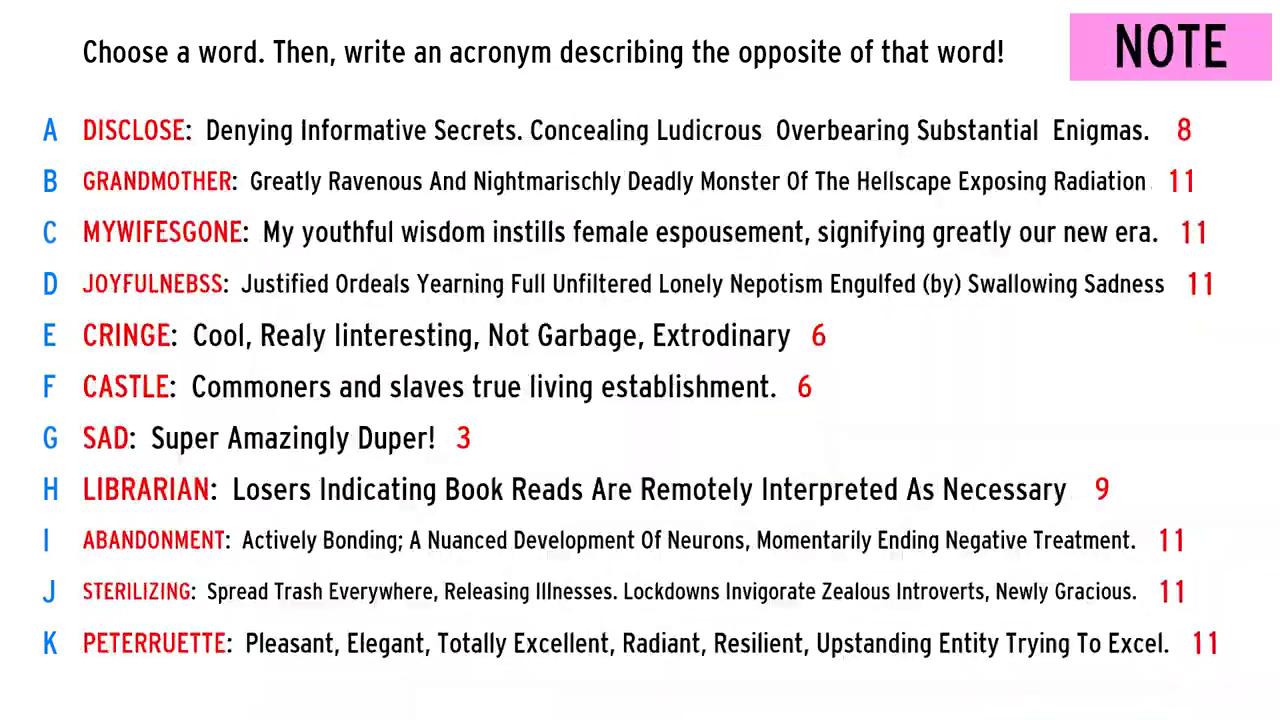 Choose a word. Then, write an acronym describing the opposite of that word!
NOTE
A DISCLOSE: Denying Informative Secrets. Concealing Ludicrous Overbearing Substantial Enigmas. 8
B GRANDMOTHER: Greatly Ravenous And Nightmarischly Deadly Monster Of The Hellscape Exposing Radiation 11
C MYWIFESGONE: My youthful wisdom instills female espousement, signifying greatly our new era. 11
D JOYFULNEBSS: Justified Ordeals Yearning Full Unfiltered Lonely Nepotism Engulfed (by) Swallowing Sadness 11
E CRINGE: Cool, Realy Iinteresting, Not Garbage, Extrodinary 6
F CASTLE: Commoners and slaves true living establishment. 6
G SAD: Super Amazingly Duper! 3
H LIBRARIAN: Losers Indicating Book Reads Are Remotely Interpreted As Necessary 9
I ABANDONMENT: Actively Bonding; A Nuanced Development Of Neurons, Momentarily Ending Negative Treatment. 11
J STERILIZING: Spread Trash Everywhere, Releasing Illnesses. Lockdowns Invigorate Zealous Introverts, Newly Gracious. 11
K PETERRUETTE: Pleasant, Elegant, Totally Excellent, Radiant, Resilient, Upstanding Entity Trying To Excel. 11